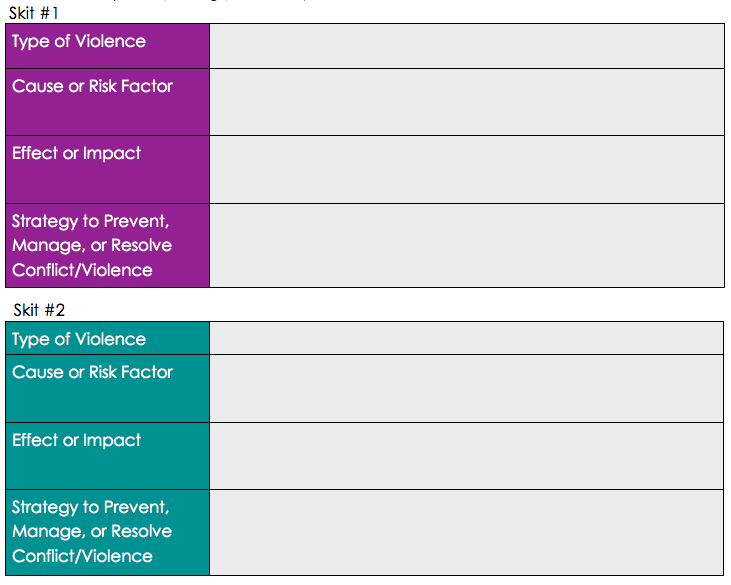 Skit #1
Type of Violence
Cause or Risk Factor
Effect or Impact
Strategy to Prevent,
Manage, or Resolve
Conflict/Violence
Skit #2
Type of Violence
Cause or Risk Factor
Effect or Impact
Strategy to Prevent,
Manage, or Resolve
Conflict/Violence